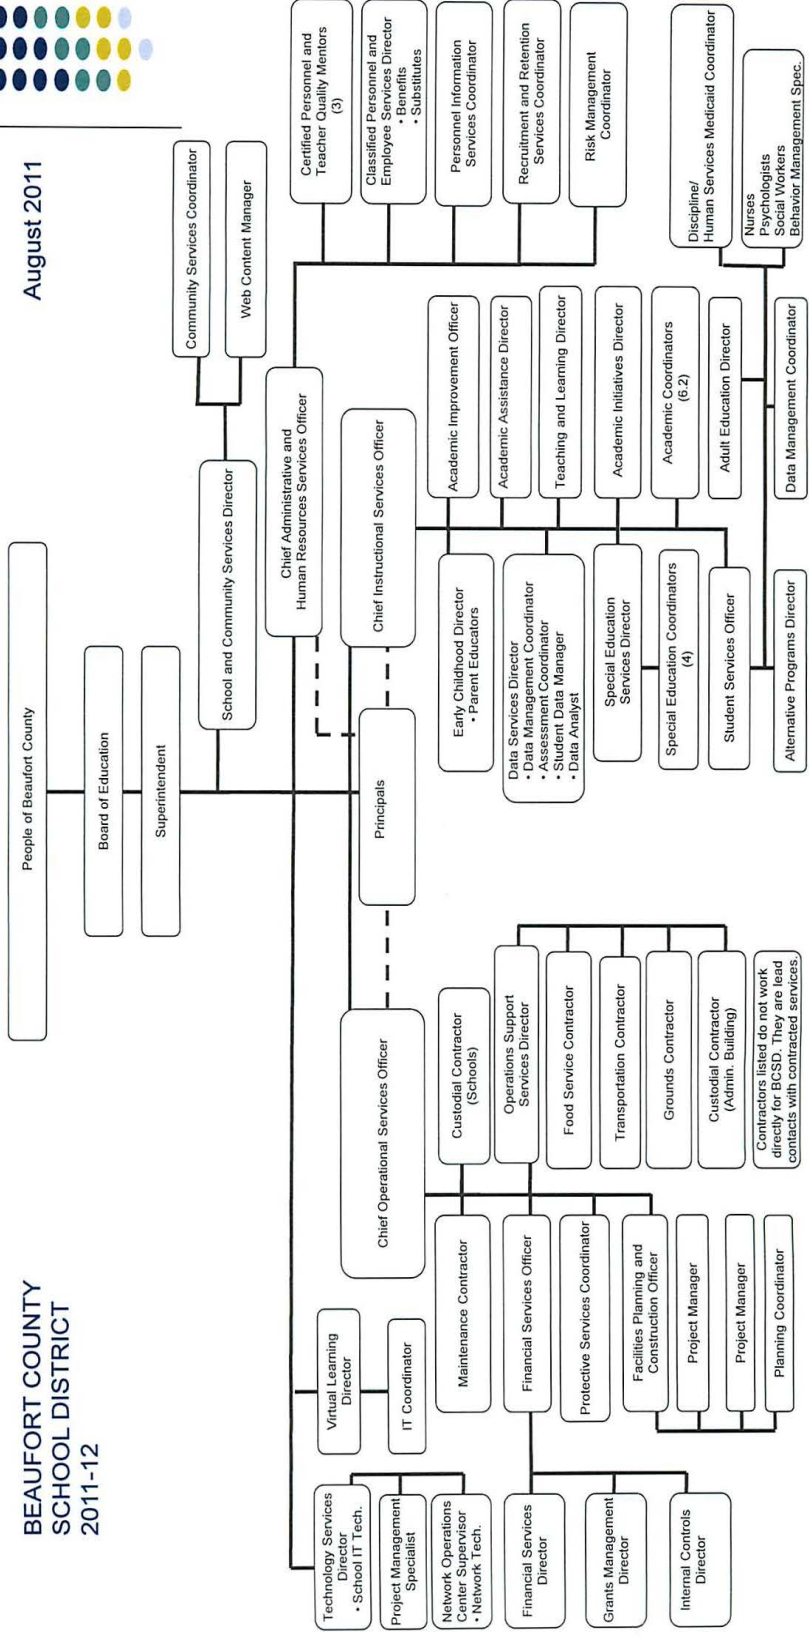 BEAUFORT COUNTY
SCHOOL DISTRICT
2011-12
August 2011
People of Beaufort County
Board of Education
Superintendent
School and Community Services Director
Community Services Coordinator
Web Content Manager
Chief Administrative and
Human Resources Services Officer
Certified Personnel and
Teacher Quality Mentors
(3)
Classified Personnel and
Employee Services Director
• Benefits
• Substitutes
Personnel Information
Services Coordinator
Recruitment and Retention
Services Coordinator
Risk Management
Coordinator
Technology Services
Director
• School IT Tech.
Project Management
Specialist
Network Operations
Center Supervisor
• Network Tech.
Virtual Learning
Director
IT Coordinator
Chief Operational Services Officer
Principals
Chief Instructional Services Officer
Maintenance Contractor
Custodial Contractor
(Schools)
Financial Services Officer
Operations Support
Services Director
Protective Services Coordinator
Facilities Planning and
Construction Officer
Project Manager
Project Manager
Planning Coordinator
Financial Services
Director
Grants Management
Director
Internal Controls
Director
Food Service Contractor
Transportation Contractor
Grounds Contractor
Custodial Contractor
(Admin. Building)
Contractors listed do not work
directly for BCSD. They are lead
contacts with contracted services.
Early Childhood Director
• Parent Educators
Data Services Director
• Data Management Coordinator
• Assessment Coordinator
• Student Data Manager
• Data Analyst
Special Education
Services Director
Special Education Coordinators
(4)
Student Services Officer
Alternative Programs Director
Academic Improvement Officer
Academic Assistance Director
Teaching and Learning Director
Academic Initiatives Director
Academic Coordinators
(6.2)
Adult Education Director
Data Management Coordinator
Discipline/
Human Services Medicaid Coordinator
Nurses
Psychologists
Social Workers
Behavior Management Spec.